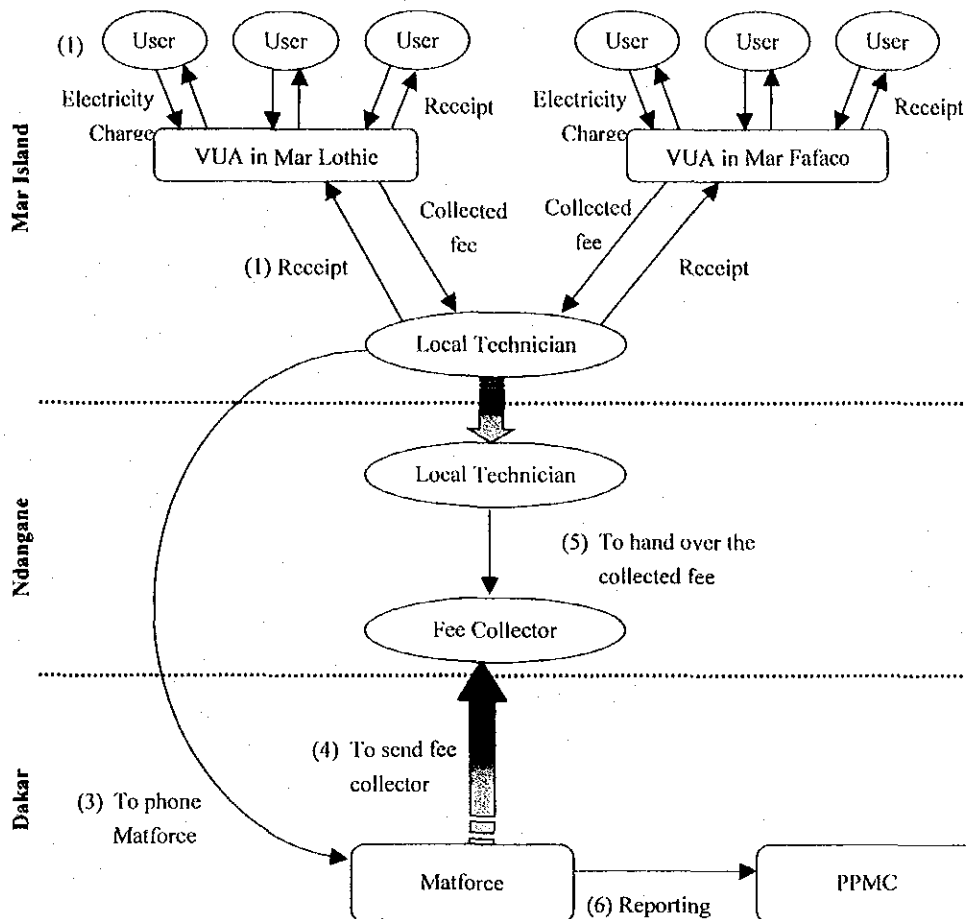 (1)
User
User
User
User
User
User
Electricity
Charge
Receipt
Electricity
Charge
Receipt
Mar Island
VUA in Mar Lothie
VUA in Mar Fafaco
Collected
fee
Collected
fee
(1) Receipt
Receipt
Local Technician
Ndangane
Local Technician
(5) To hand over the
collected fee
Fee Collector
Dakar
(4) To send fee
collector
(3) To phone
Matforce
Matforce
(6) Reporting
PPMC